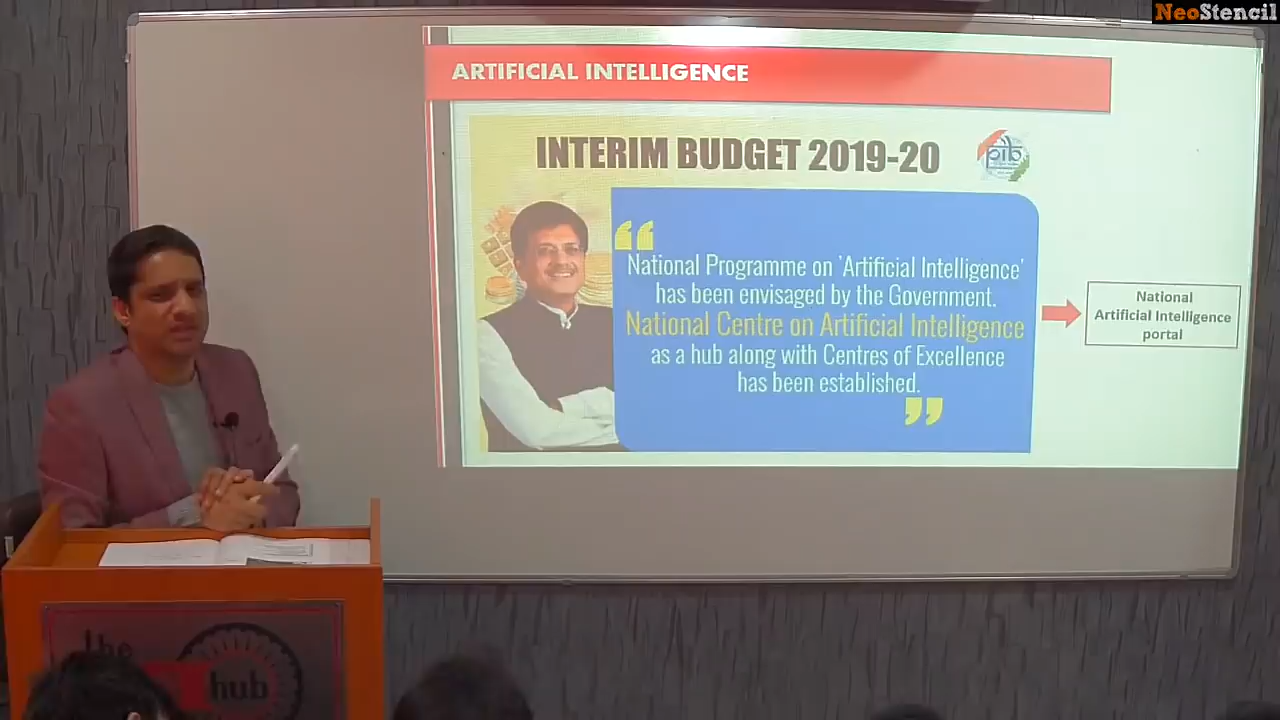 NeoStencil
ARTIFICIAL INTELLIGENCE
INTERIM BUDGET 2019-20
pib
“
National Programme on 'Artificial Intelligence'
has been envisaged by the Government.
National Centre on Artificial Intelligence
as a hub along with Centres of Excellence
has been established.
”
National
Artificial Intelligence
portal
the
hub